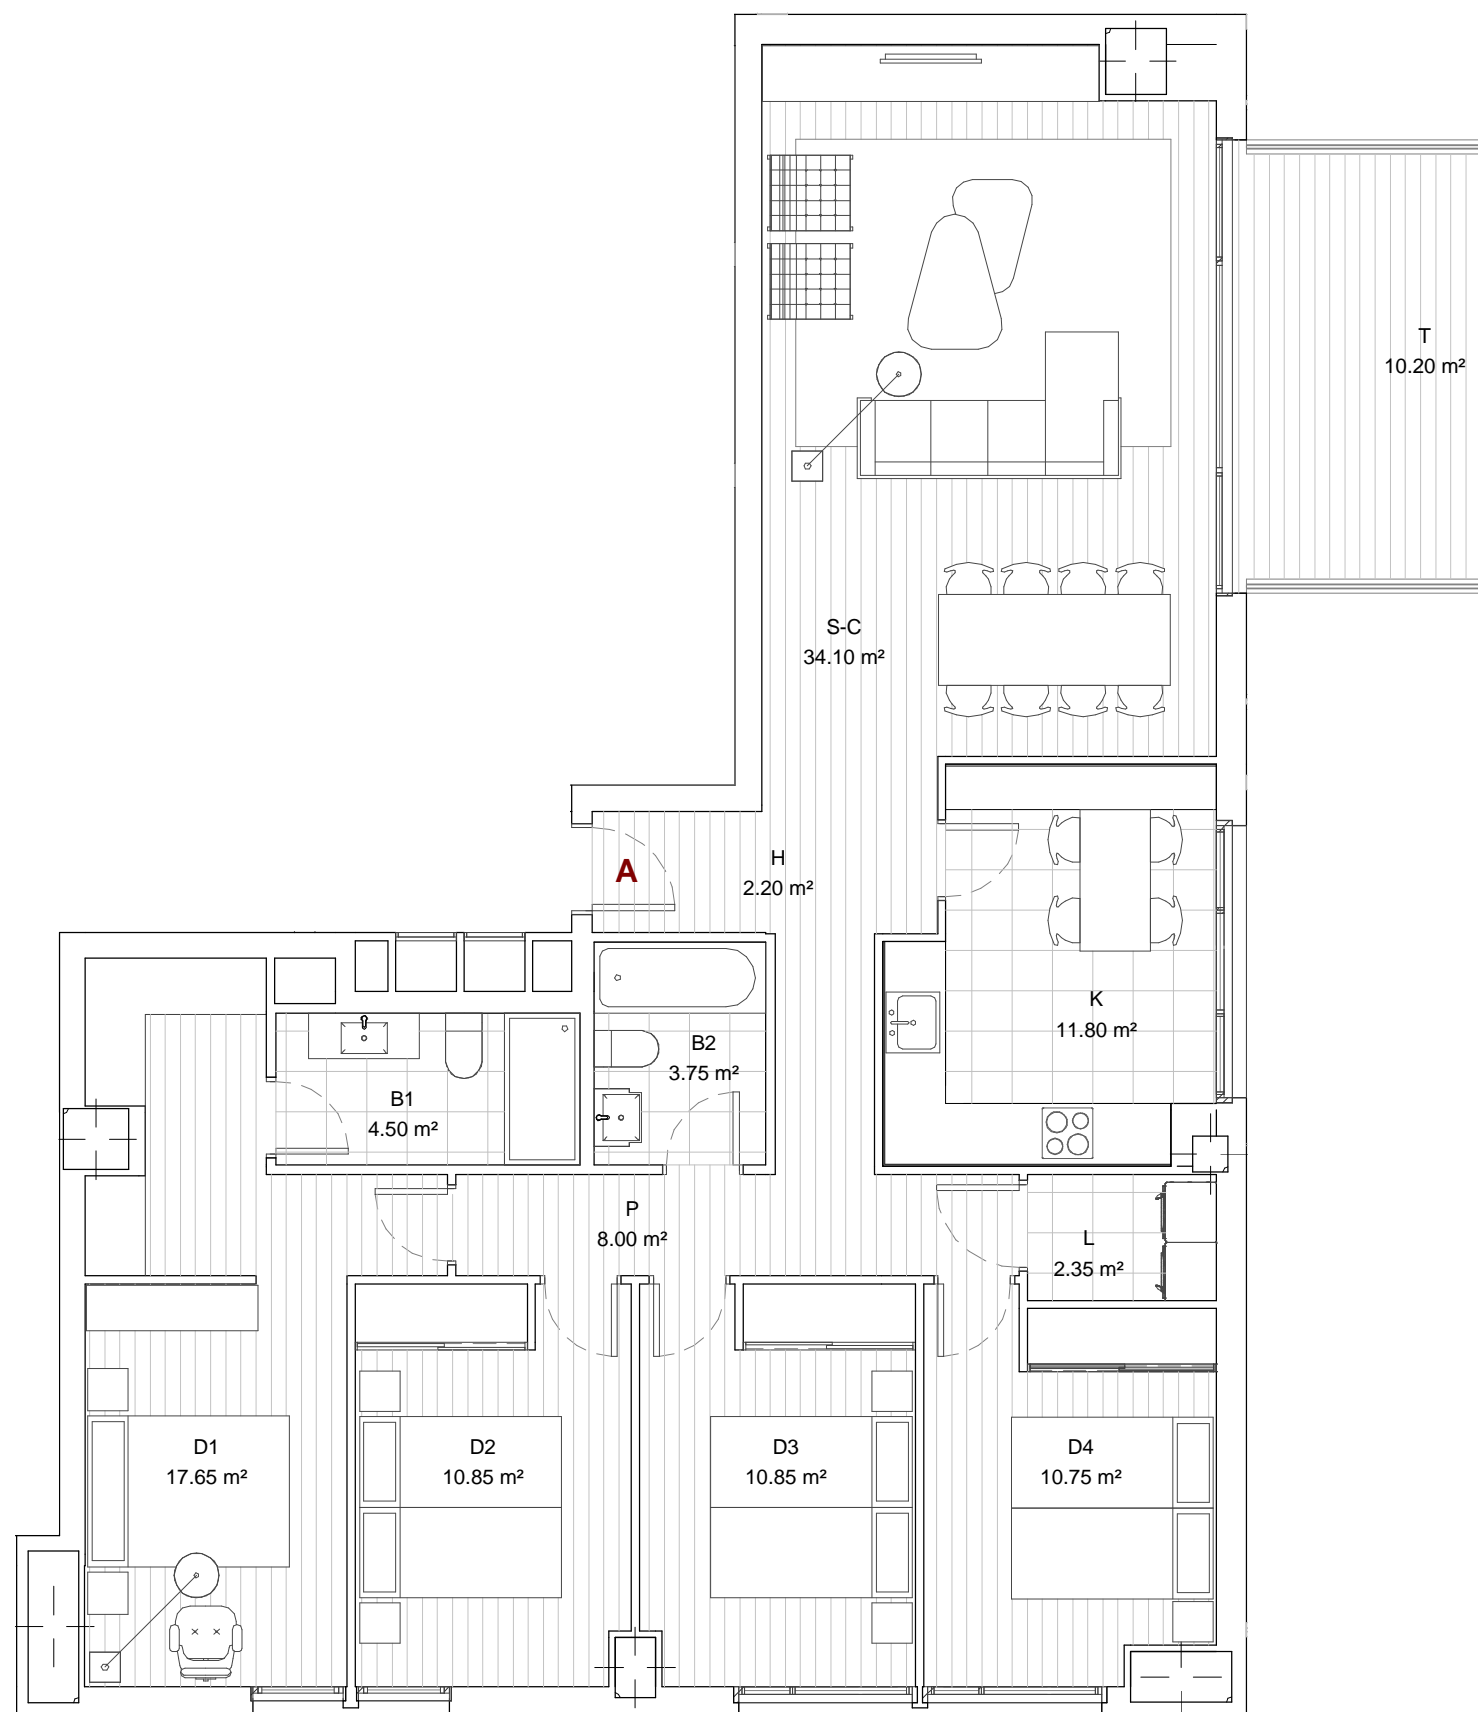 T
10.20 m²
S-C
34.10 m²
H
2.20 m²
A
K
11.80 m²
B2
3.75 m²
B1
4.50 m²
P
8.00 m²
L
2.35 m²
D1
17.65 m²
D2
10.85 m²
D3
10.85 m²
D4
10.75 m²